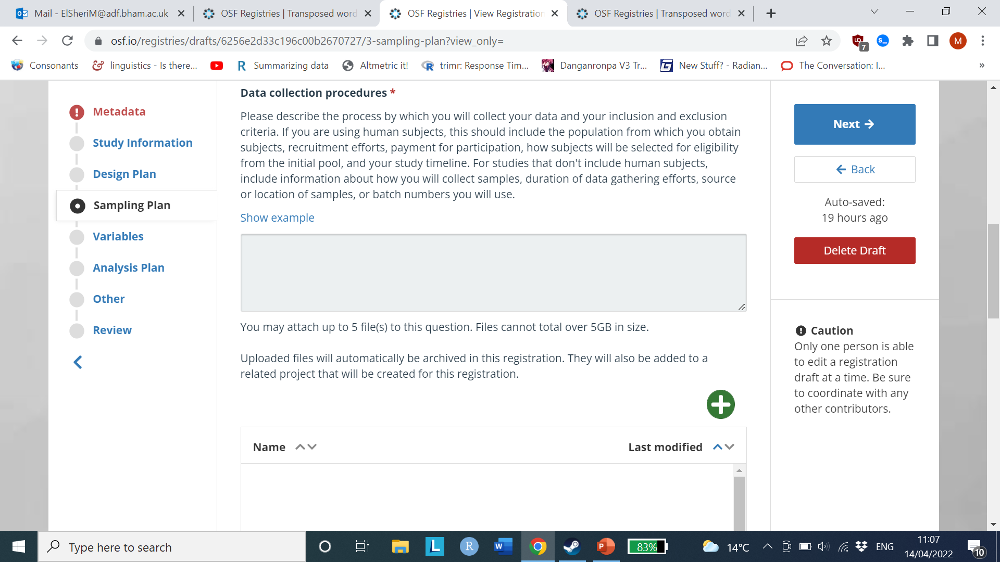 Mail - ElSheriM@adf.bham.ac.uk
OSF Registries | Transposed word
OSF Registries | View Registration
OSF Registries | Transposed word
osf.io/registries/drafts/6256e2d33c196c00b2670727/3-sampling-plan?view_only=
7
S_
M
Consonants
linguistics - Is there...
R
Summarizing data
Altmetric it!
trimr: Response Tim...
Danganronpa V3 Tr...
New Stuff? - Radian...
The Conversation: I...
»
Metadata
Study Information
Design Plan
Sampling Plan
Variables
Analysis Plan
Other
Review
Data collection procedures *
Please describe the process by which you will collect your data and your inclusion and exclusion
criteria. If you are using human subjects, this should include the population from which you obtain
subjects, recruitment efforts, payment for participation, how subjects will be selected for eligibility
from the initial pool, and your study timeline. For studies that don't include human subjects,
include information about how you will collect samples, duration of data gathering efforts, source
or location of samples, or batch numbers you will use.
Show example
You may attach up to 5 file(s) to this question. Files cannot total over 5GB in size.
Uploaded files will automatically be archived in this registration. They will also be added to a
related project that will be created for this registration.
Name
Last modified
Next →
← Back
Auto-saved:
19 hours ago
Delete Draft
Caution
Only one person is able
to edit a registration
draft at a time. Be sure
to coordinate with any
other contributors.
Type here to search
L
R
W
P
83%
14°C
ENG
11:07
14/04/2022
10